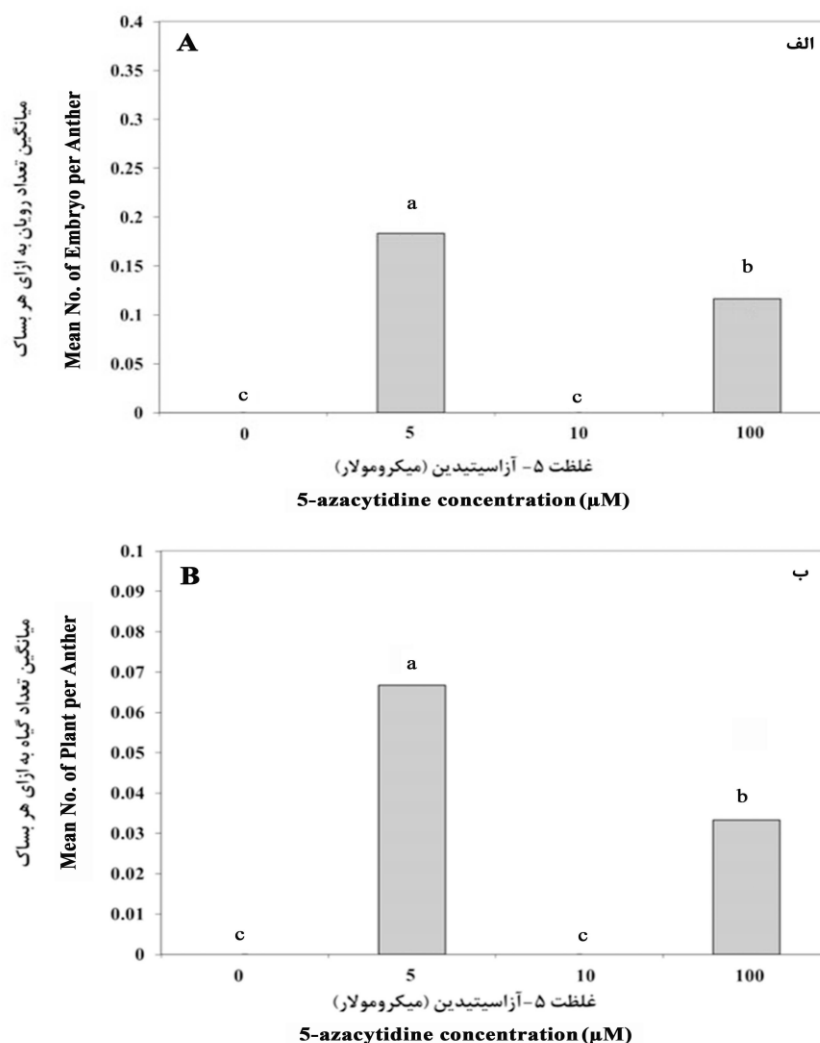 A
الف
میانگین تعداد رویان به ازای هر بساک
Mean No. of Embryo per Anther
0.4
0.35
0.3
0.25
0.2
0.15
0.1
0.05
0
c
a
c
b
0 5 10 100
غلظت ۵- آزاسیتیدین (میکرومولار)
5-azacytidine concentration (µM)
B
ب
میانگین تعداد گیاه به ازای هر بساک
Mean No. of Plant per Anther
0.1
0.09
0.08
0.07
0.06
0.05
0.04
0.03
0.02
0.01
0
c
a
c
b
0 5 10 100
غلظت ۵-آزاسیتیدین (میکرومولار)
5-azacytidine concentration (µM)